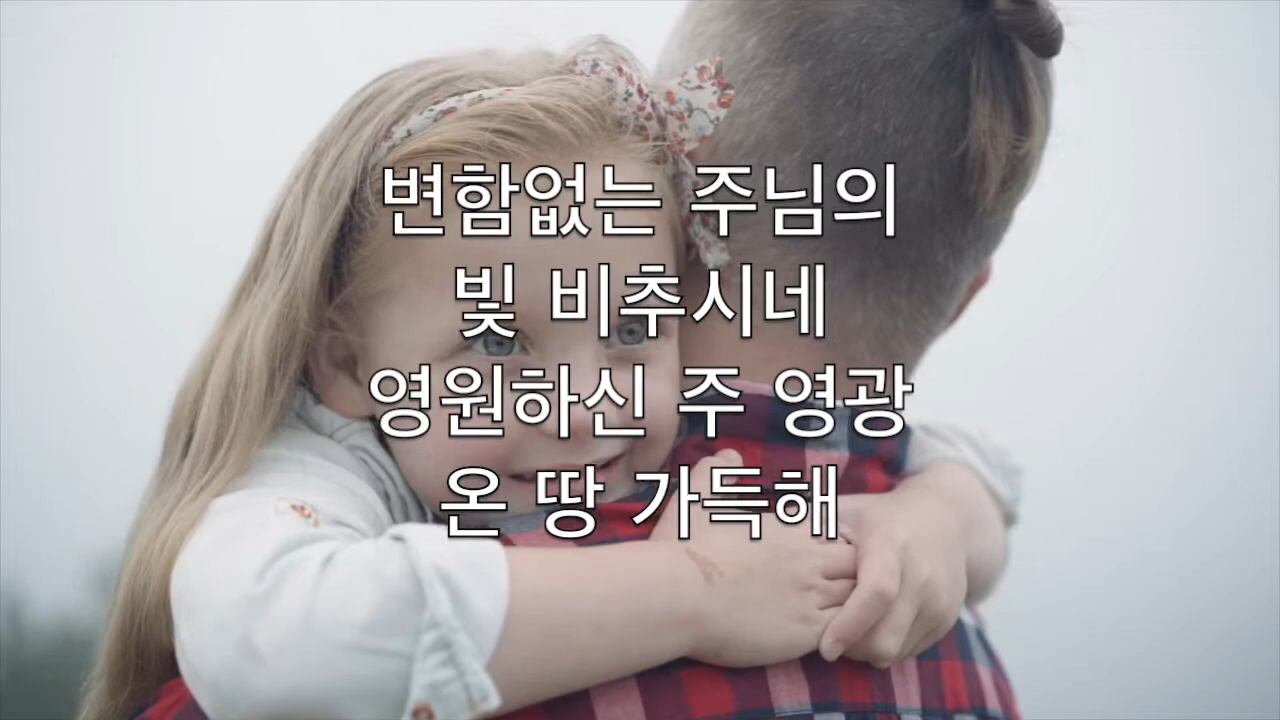 변함없는 주님의
빛 비추시네
영원하신 주 영광
온 땅 가득해